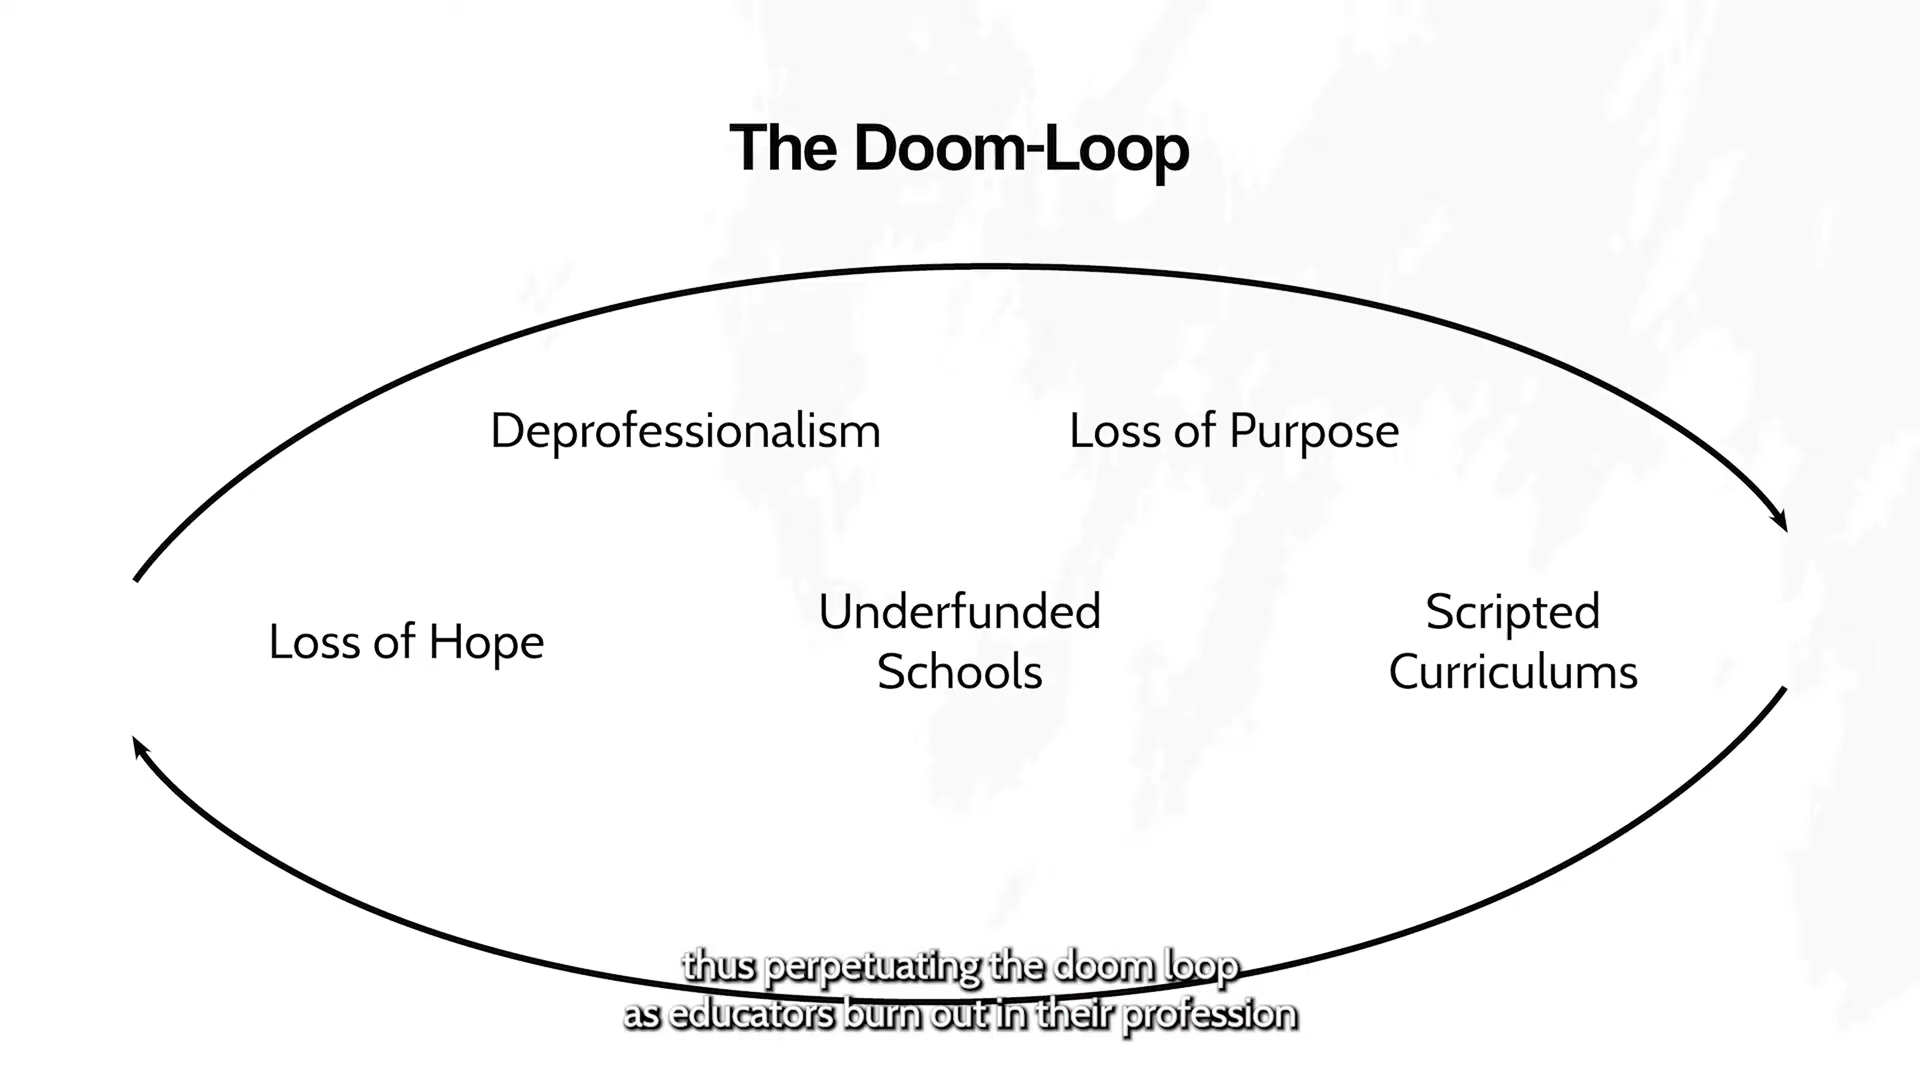 The Doom-Loop
Deprofessionalism
Loss of Purpose
Loss of Hope
Underfunded
Schools
Scripted
Curriculums
thus perpetuating the doom loop
as educators burn out in their profession